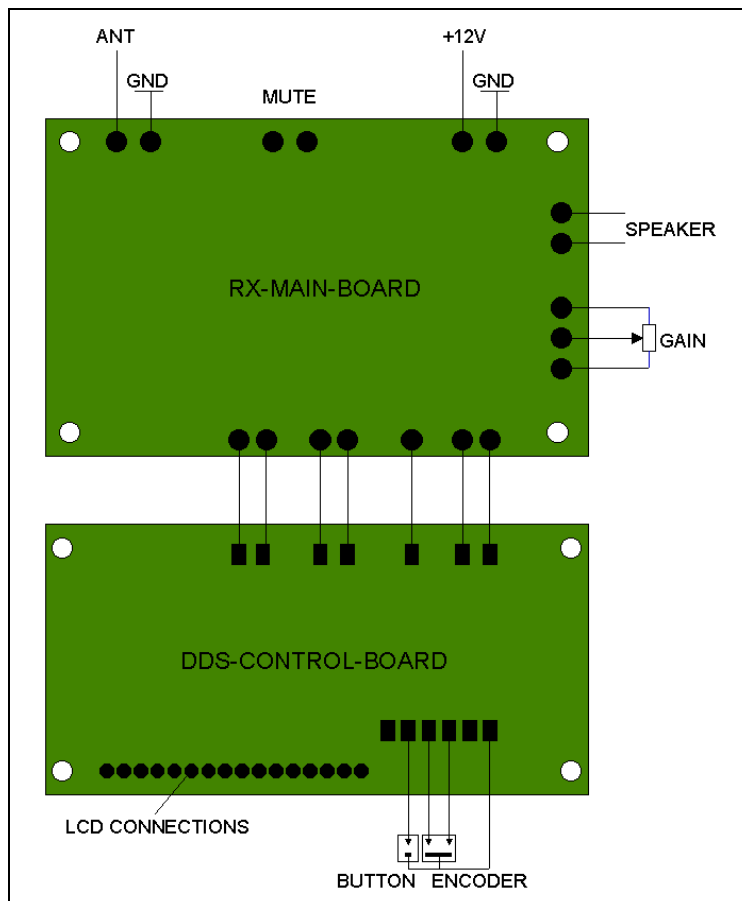 ANT
+12V
GND
MUTE
GND
SPEAKER
RX-MAIN-BOARD
GAIN
DDS-CONTROL-BOARD
LCD CONNECTIONS
BUTTON ENCODER